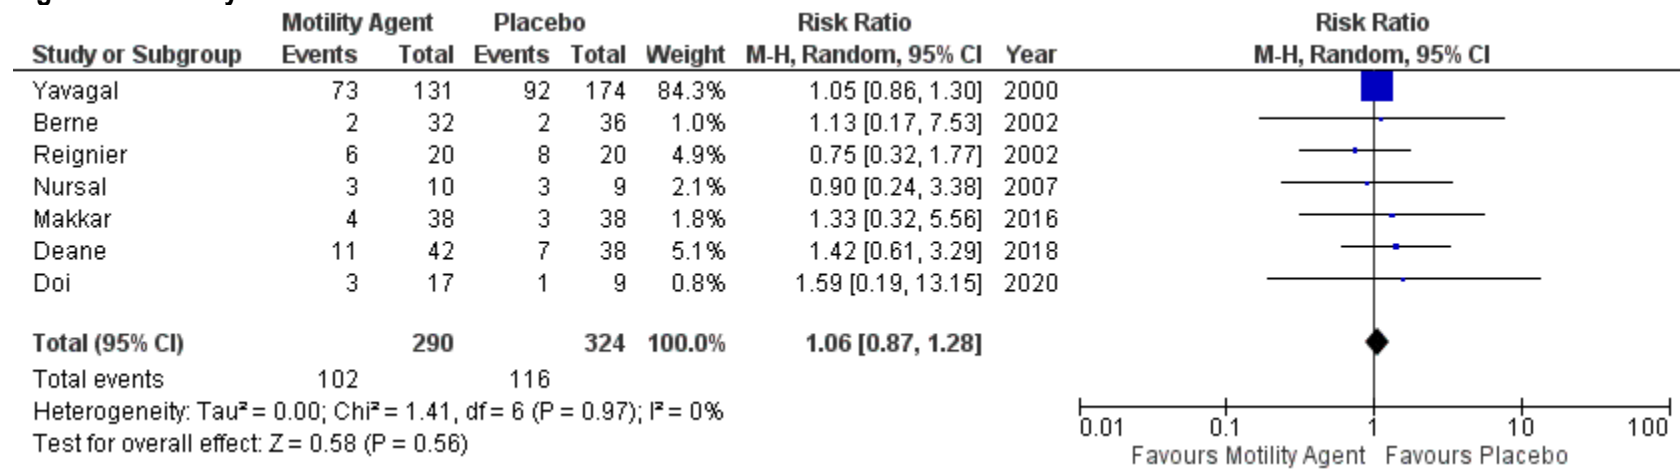 Motility Agent Placebo Risk Ratio Risk Ratio
Study or Subgroup Events Total Events Total Weight M-H, Random, 95% CI Year M-H, Random, 95% CI
Yavagal 73 131 92 174 84.3% 1.05 [0.86, 1.30] 2000
Berne 2 32 2 36 1.0% 1.13 [0.17, 7.53] 2002
Reignier 6 20 8 20 4.9% 0.75 [0.32, 1.77] 2002
Nursal 3 10 3 9 2.1% 0.90 [0.24, 3.38] 2007
Makkar 4 38 3 38 1.8% 1.33 [0.32, 5.56] 2016
Deane 11 42 7 38 5.1% 1.42 [0.61, 3.29] 2018
Doi 3 17 1 9 0.8% 1.59 [0.19, 13.15] 2020
Total (95% CI) 290 324 100.0% 1.06 [0.87, 1.28]
Total events 102 116
Heterogeneity: Tau² = 0.00; Chi² = 1.41, df = 6 (P = 0.97); I² = 0%
Test for overall effect: Z = 0.58 (P = 0.56)
0.01 0.1 1 10 100
Favours Motility Agent Favours Placebo